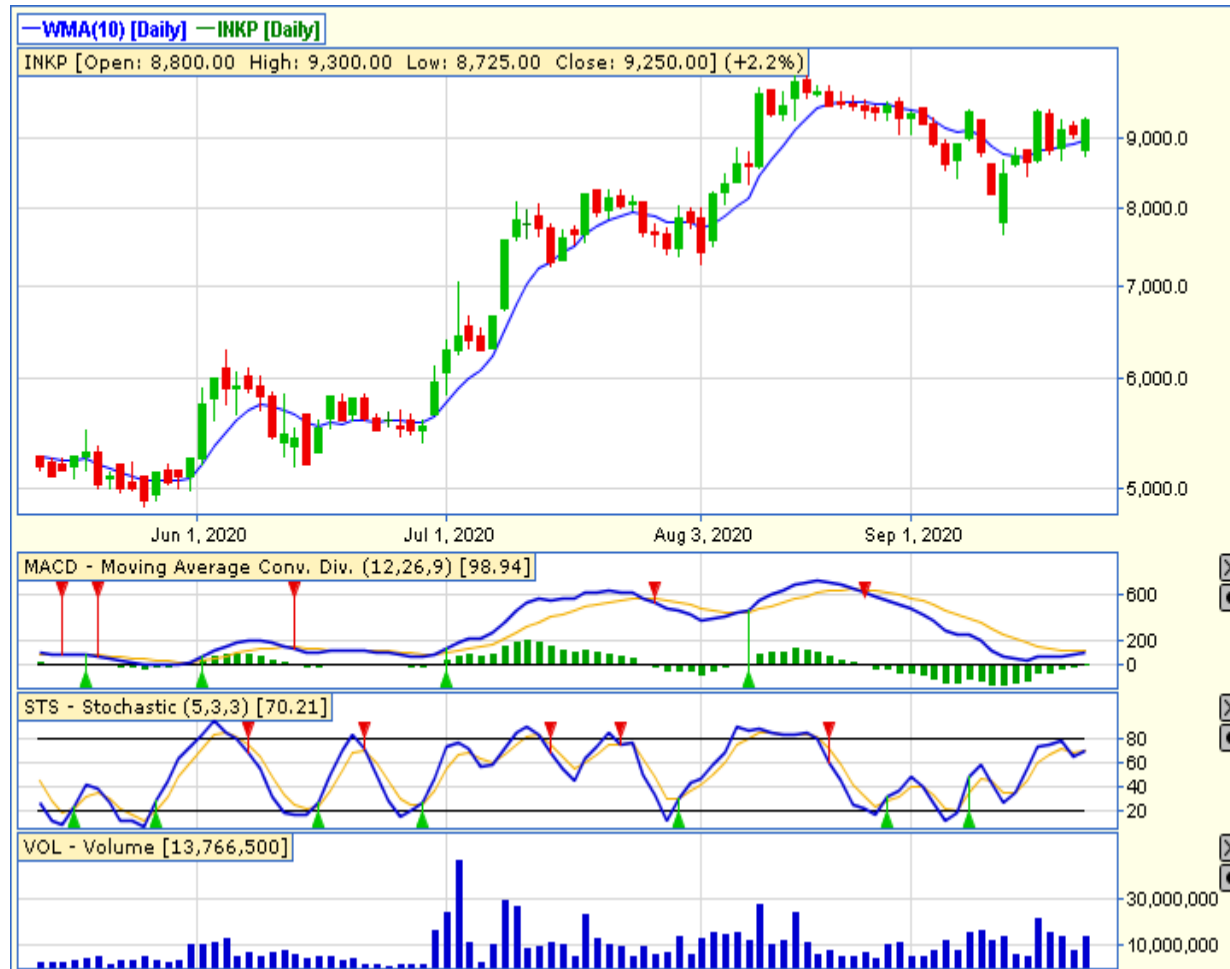 WMA(10) [Daily] INKP [Daily]
INKP [Open: 8,800.00 High: 9,300.00 Low: 8,725.00 Close: 9,250.00] (+2.2%)
9,000.0
8,000.0
7,000.0
6,000.0
5,000.0
Jun 1, 2020 Jul 1, 2020 Aug 3, 2020 Sep 1, 2020
MACD - Moving Average Conv. Div. (12,26,9) [98.94]
600
200
0
STS - Stochastic (5,3,3) [70.21]
80
60
40
20
VOL - Volume [13,766,500]
30,000,000
10,000,000